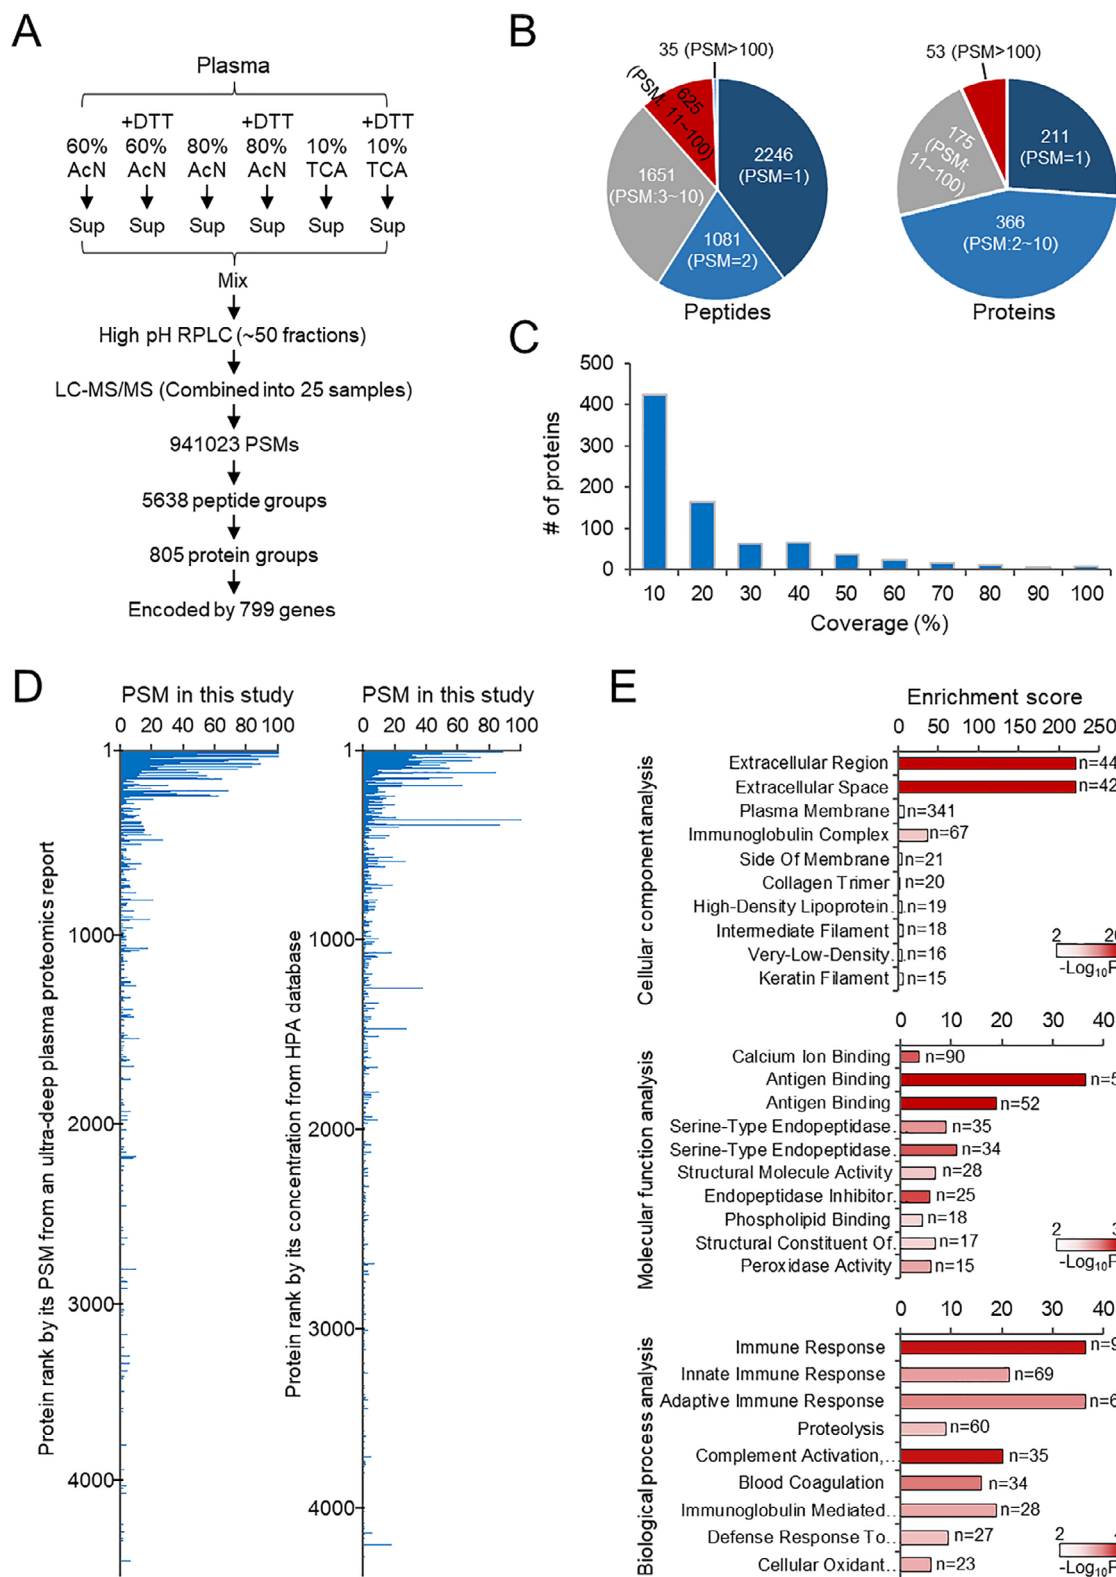 A
Plasma
+DTT +DTT +DTT
60% 60% 80% 80% 10% 10%
AcN AcN AcN AcN TCA TCA
Sup Sup Sup Sup Sup Sup
Mix
High pH RPLC (~50 fractions)
LC-MS/MS (Combined into 25 samples)
941023 PSMs
5638 peptide groups
805 protein groups
Encoded by 799 genes
B
35 (PSM>100)
625
(PSM: 11~100)
2246
(PSM=1)
1651
(PSM:3~10)
1081
(PSM=2)
Peptides
53 (PSM>100)
175
(PSM:
11~100)
211
(PSM=1)
366
(PSM:2~10)
Proteins
C
# of proteins
500
400
300
200
100
0
10 20 30 40 50 60 70 80 90 100
Coverage (%)
D
PSM in this study
0 20 40 60 80 100
Protein rank by its PSM from an ultra-deep plasma proteomics report
1
1000
2000
3000
4000
PSM in this study
0 20 40 60 80 100
Protein rank by its concentration from HPA database
1
1000
2000
3000
4000
E
Enrichment score
0 50 100 150 200 250
Cellular component analysis
Extracellular Region n=44
Extracellular Space n=42
Plasma Membrane n=341
Immunoglobulin Complex n=67
Side Of Membrane n=21
Collagen Trimer n=20
High-Density Lipoprotein. n=19
Intermediate Filament n=18
Very-Low-Density. n=16
Keratin Filament n=15
2 20
-Log10P
0 10 20 30 40
Molecular function analysis
Calcium Ion Binding n=90
Antigen Binding n=5
Antigen Binding n=52
Serine-Type Endopeptidase. n=35
Serine-Type Endopeptidase. n=34
Structural Molecule Activity n=28
Endopeptidase Inhibitor. n=25
Phospholipid Binding n=18
Structural Constituent Of. n=17
Peroxidase Activity n=15
2 3
-Log10P
0 10 20 30 40
Biological process analysis
Immune Response n=9
Innate Immune Response n=69
Adaptive Immune Response n=6
Proteolysis n=60
Complement Activation,... n=35
Blood Coagulation n=34
Immunoglobulin Mediated.. n=28
Defense Response To... n=27
Cellular Oxidant... n=23
2 4
-Log10P